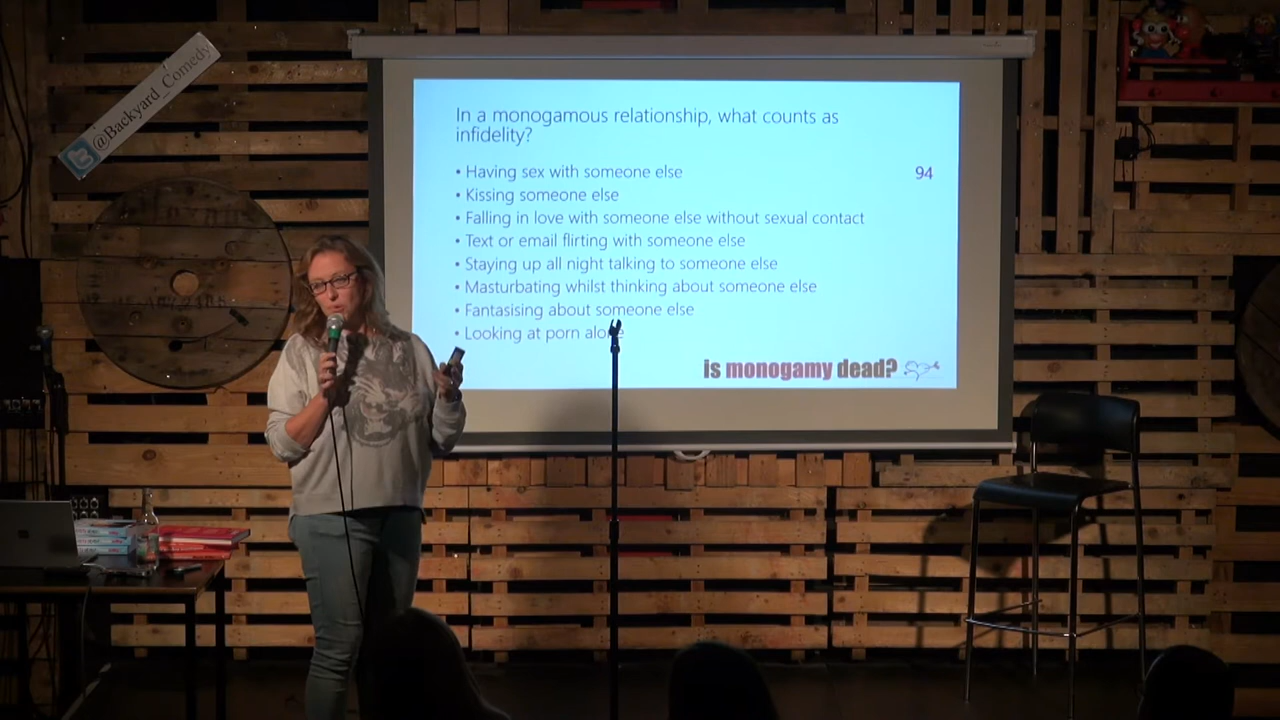 @Backyard_Comedy
In a monogamous relationship, what counts as
infidelity?
• Having sex with someone else 94
• Kissing someone else
• Falling in love with someone else without sexual contact
• Text or email flirting with someone else
• Staying up all night talking to someone else
• Masturbating whilst thinking about someone else
• Fantasising about someone else
• Looking at porn alone
is monogamy dead?